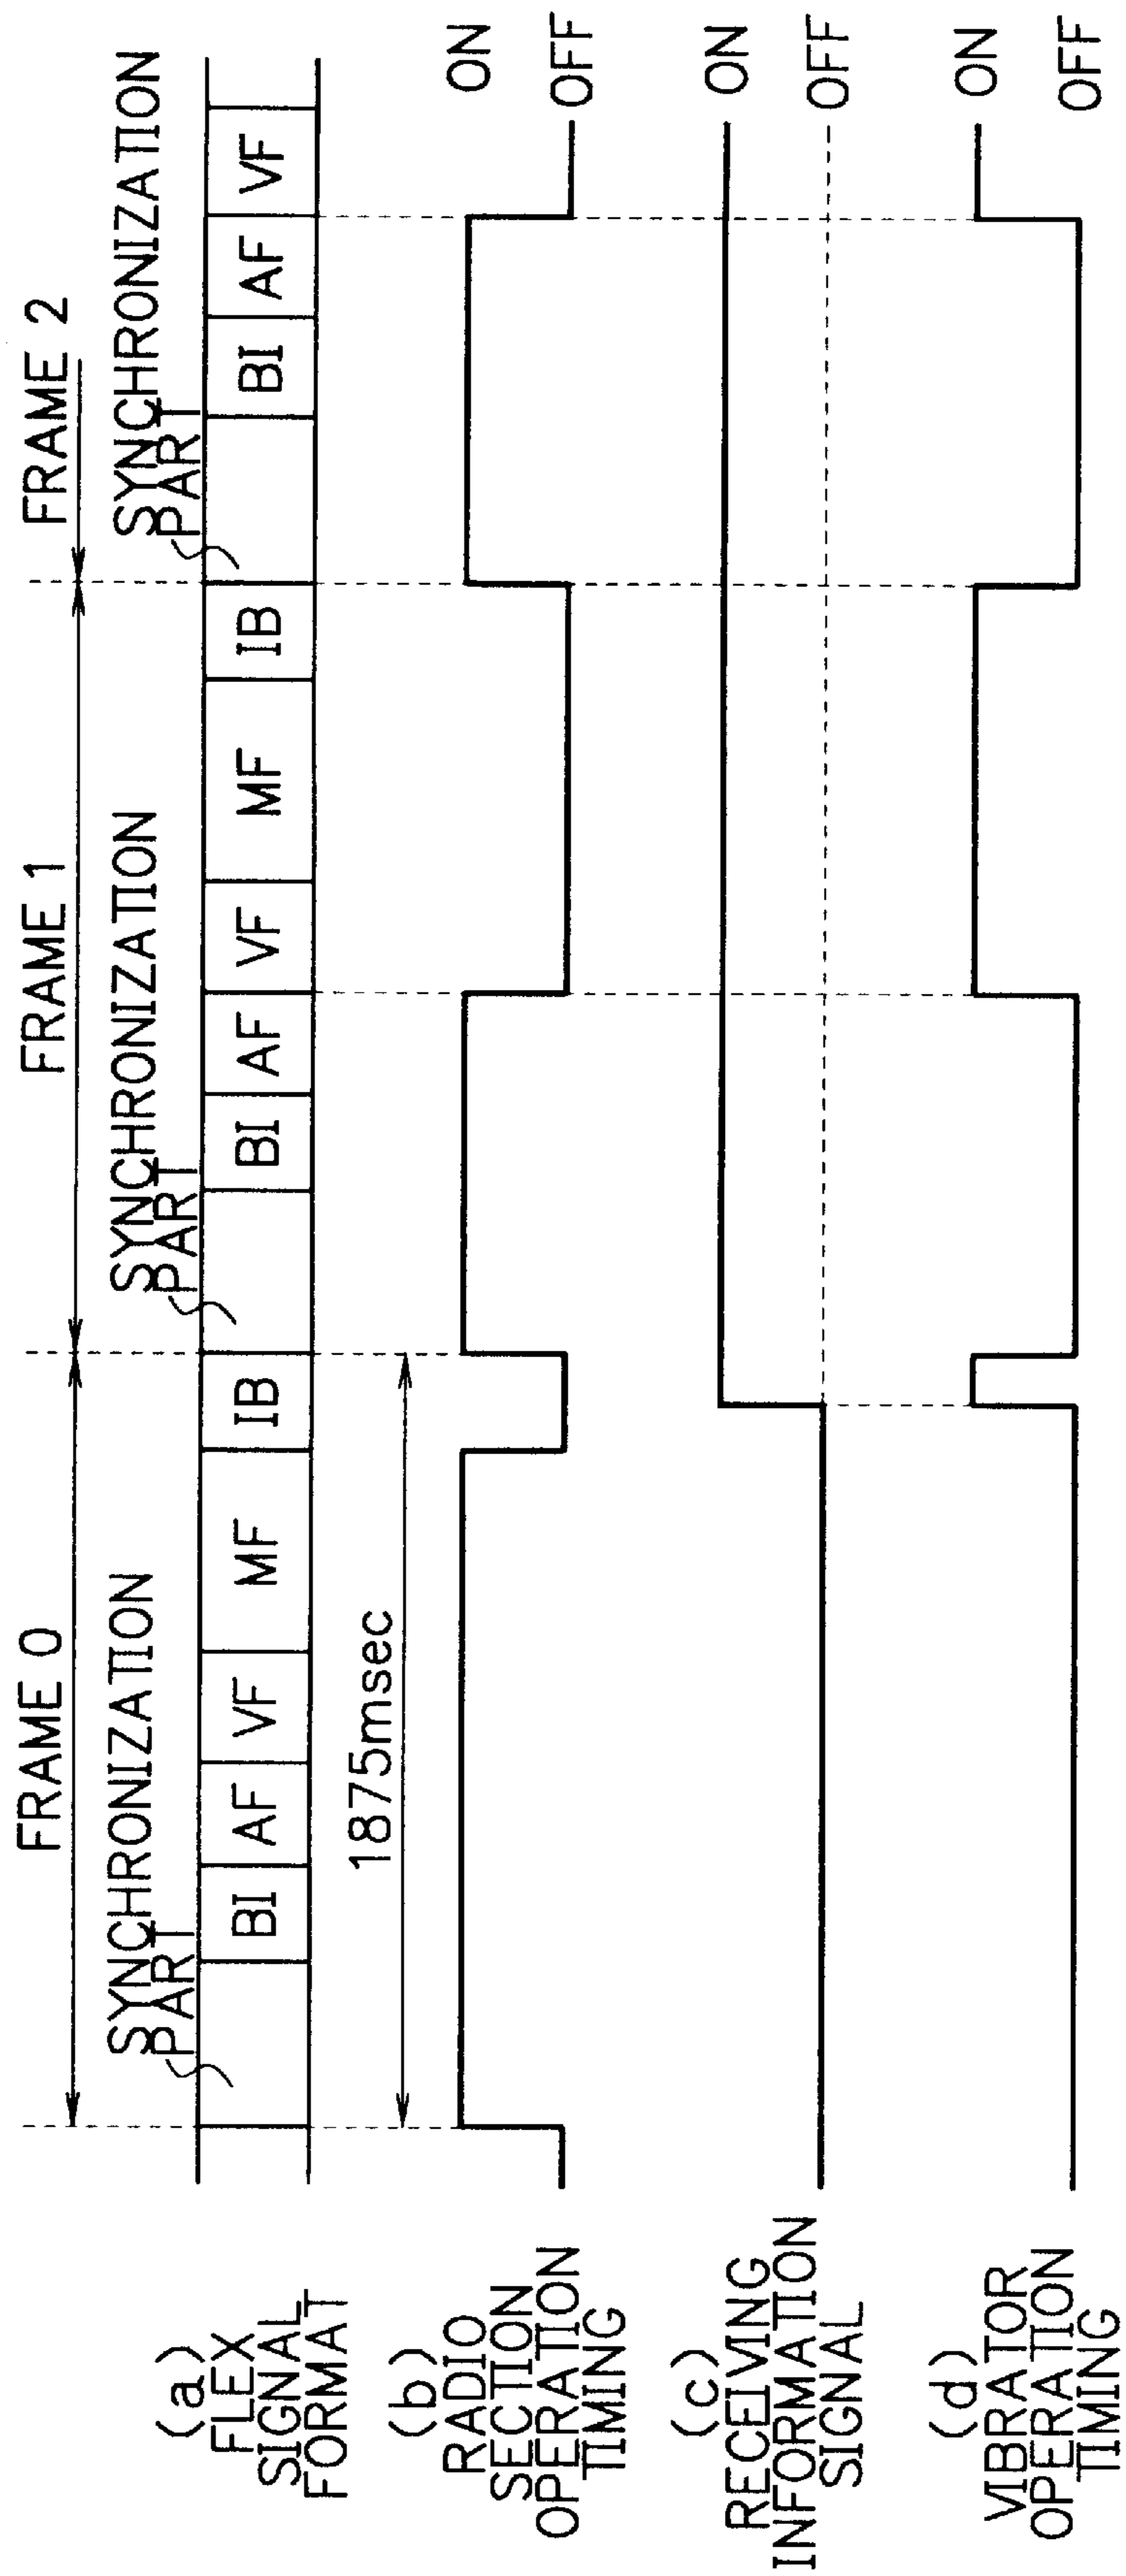 FRAME 0
FRAME 1
FRAME 2
SYNCHRONIZATION
PART
SYNCHRONIZATION
PART
SYNCHRONIZATION
PART
(a)
FLEX
SIGNAL
FORMAT
BI
AF
VF
MF
IB
BI
AF
VF
MF
IB
BI
AF
VF
1875msec
(b)
RADIO
SECTION
OPERATION
TIMING
ON
OFF
(c)
RECEIVING
INFORMATION
SIGNAL
ON
OFF
(d)
VIBRATOR
OPERATION
TIMING
ON
OFF